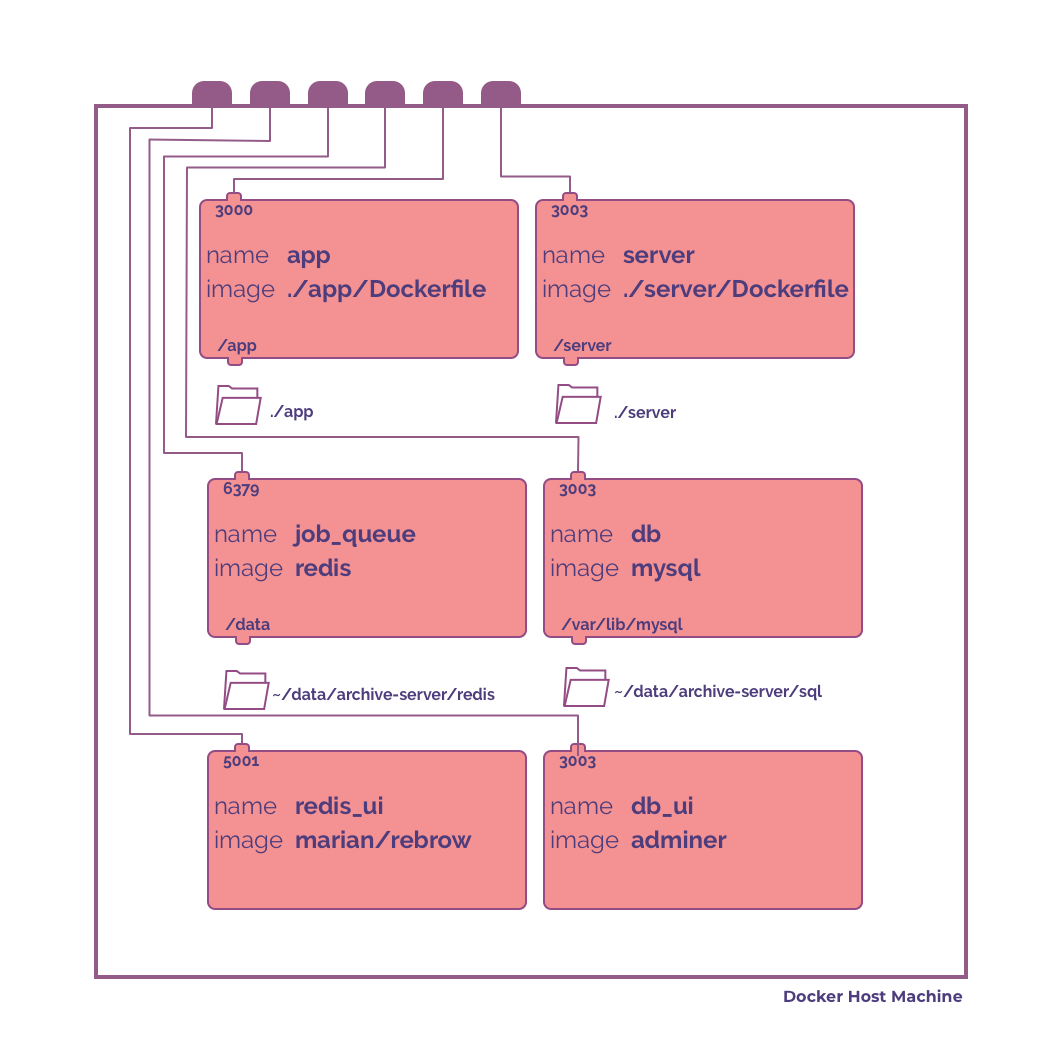 3000
name app
image ./app/Dockerfile
/app
./app
3003
name server
image ./server/Dockerfile
/server
./server
6379
name job_queue
image redis
/data
~/data/archive-server/redis
3003
name db
image mysql
/var/lib/mysql
~/data/archive-server/sql
5001
name redis_ui
image marian/rebrow
3003
name db_ui
image adminer
Docker Host Machine